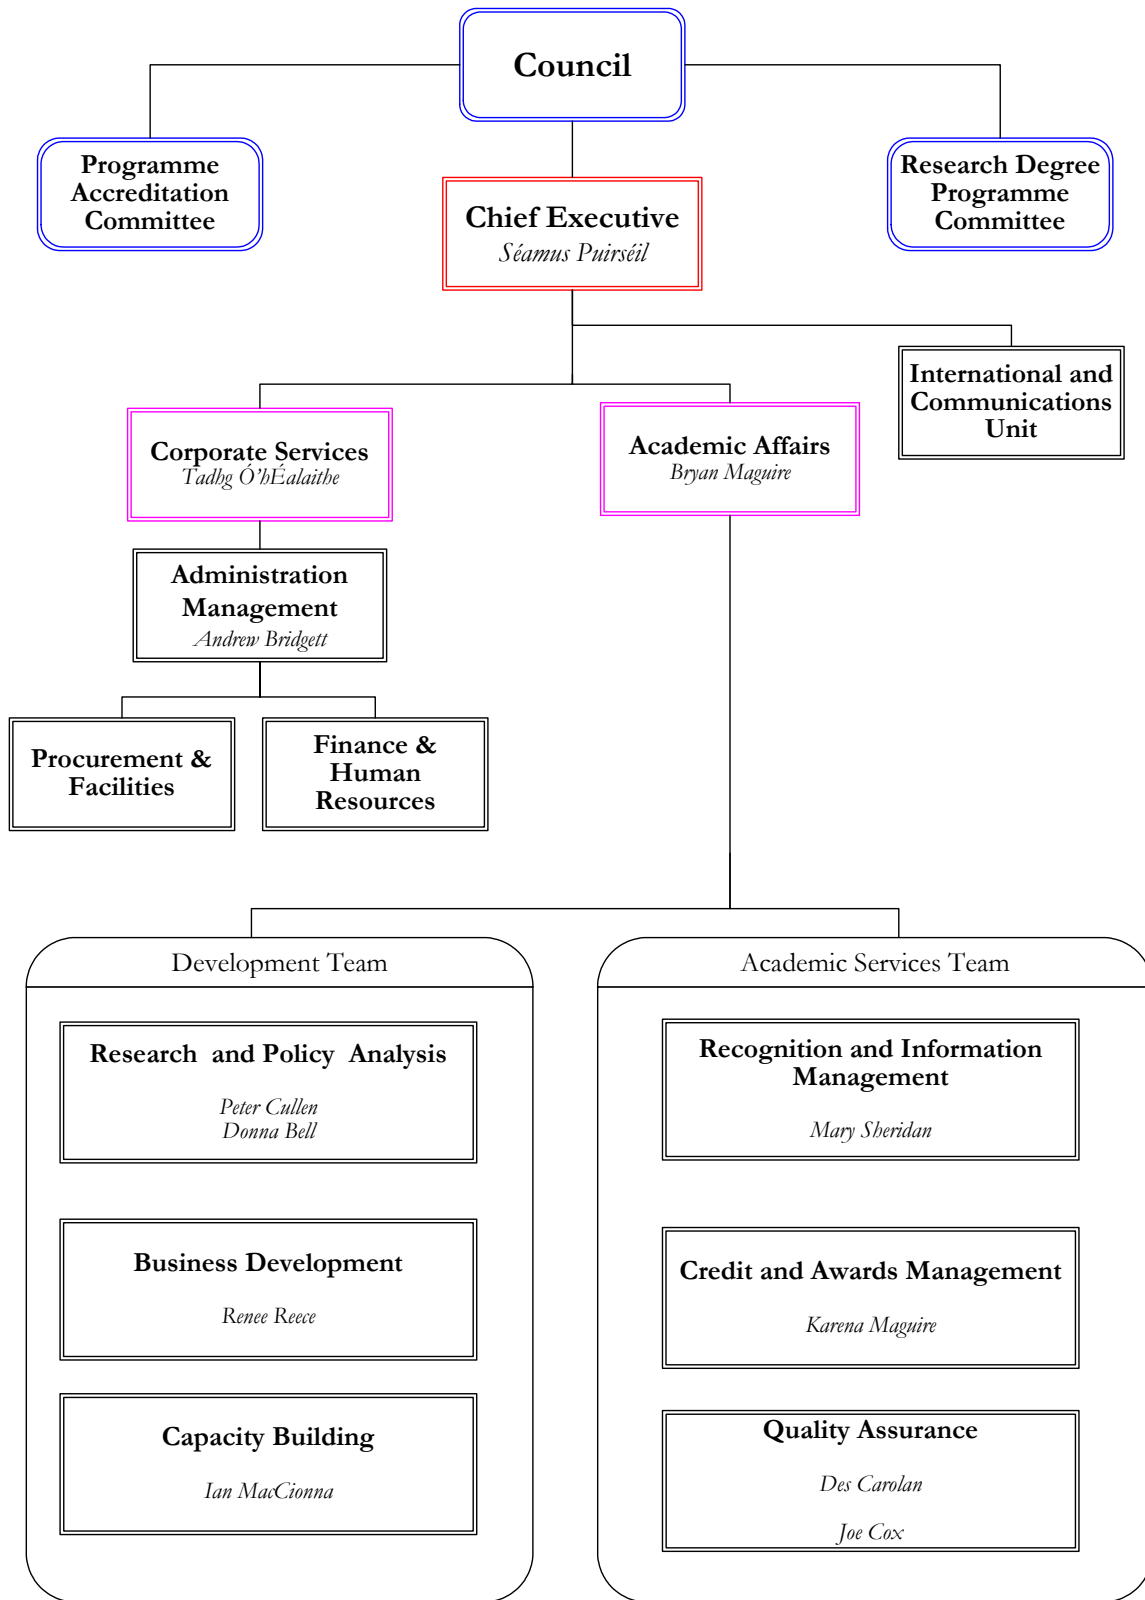 Council
Programme
Accreditation
Committee
Research Degree
Programme
Committee
Chief Executive
Séamus Puirséil
International and
Communications
Unit
Corporate Services
Tadhg Ó'hÉalaithe
Academic Affairs
Bryan Maguire
Administration
Management
Andrew Bridgett
Procurement &
Facilities
Finance &
Human
Resources
Development Team
Research and Policy Analysis
Peter Cullen
Donna Bell
Business Development
Renee Reece
Capacity Building
Ian MacCionna
Academic Services Team
Recognition and Information
Management
Mary Sheridan
Credit and Awards Management
Karena Maguire
Quality Assurance
Des Carolan
Joe Cox